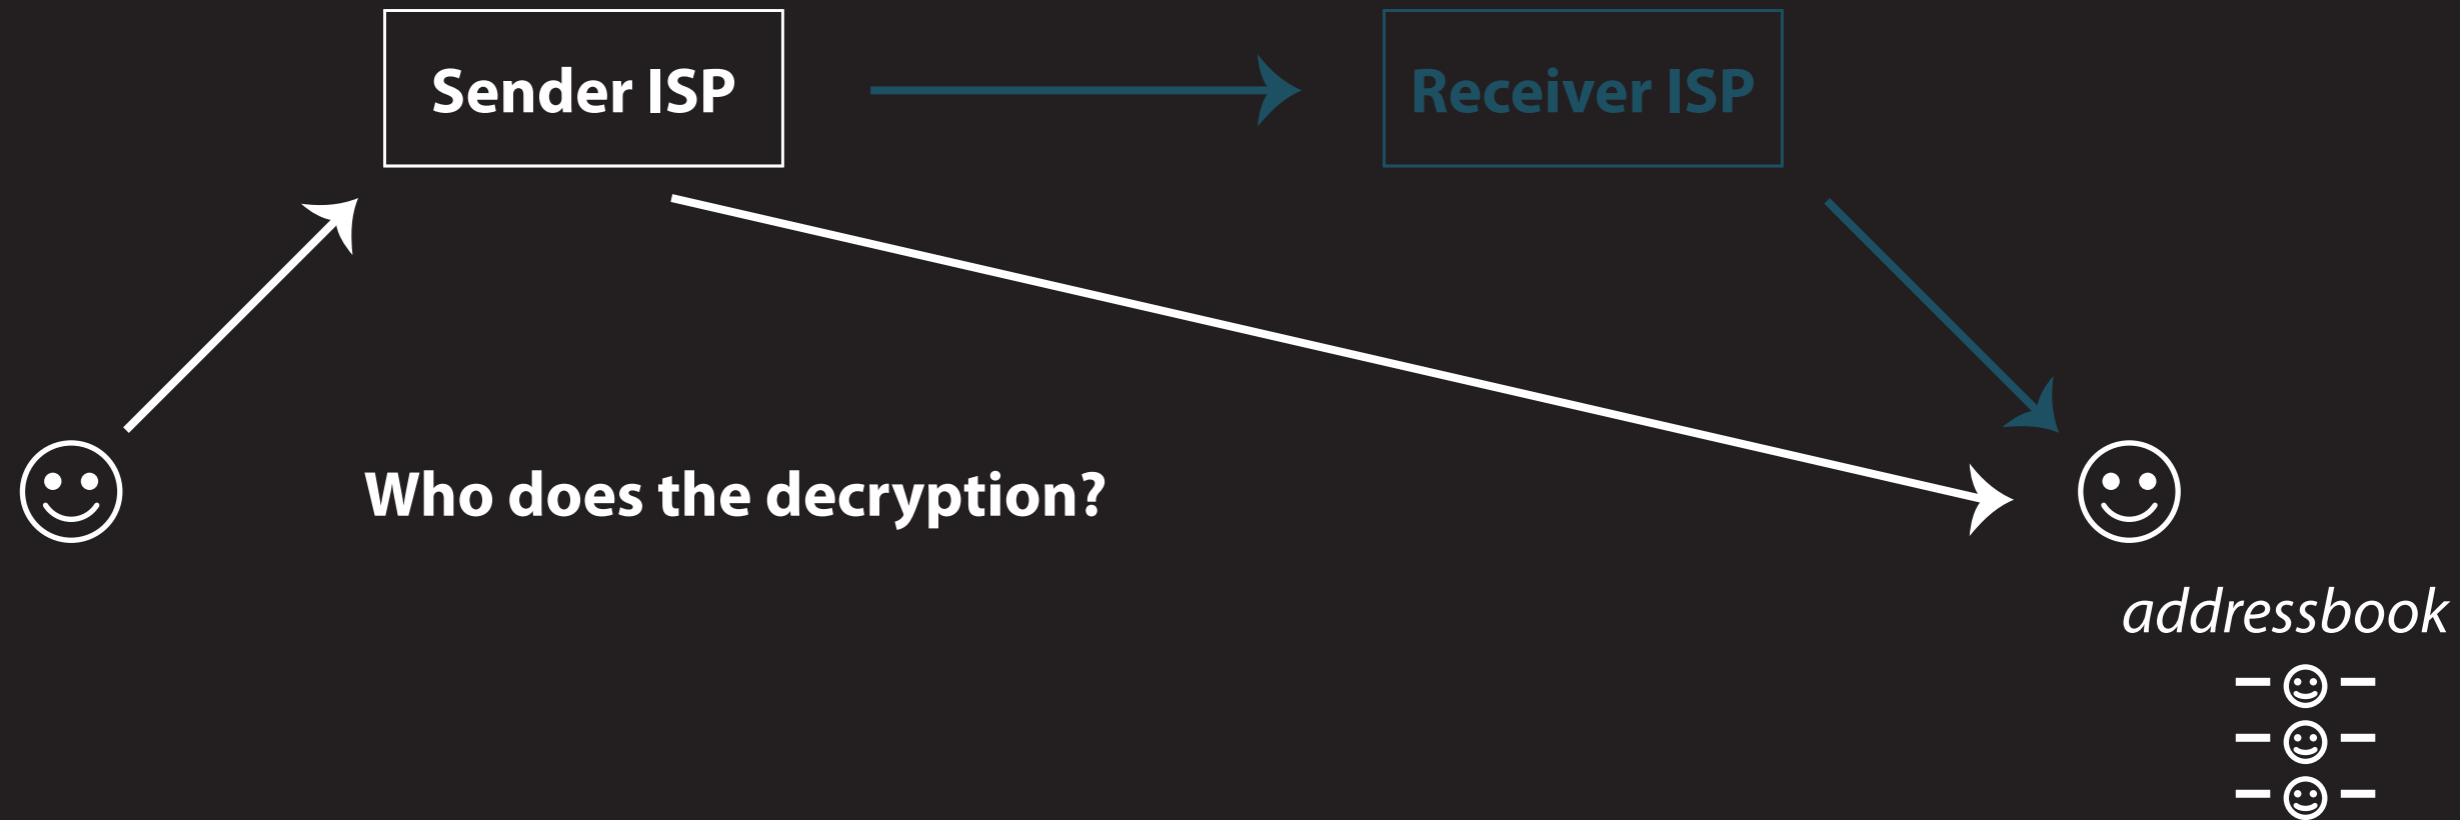 Sender ISP
Receiver ISP
Who does the decryption?
addressbook